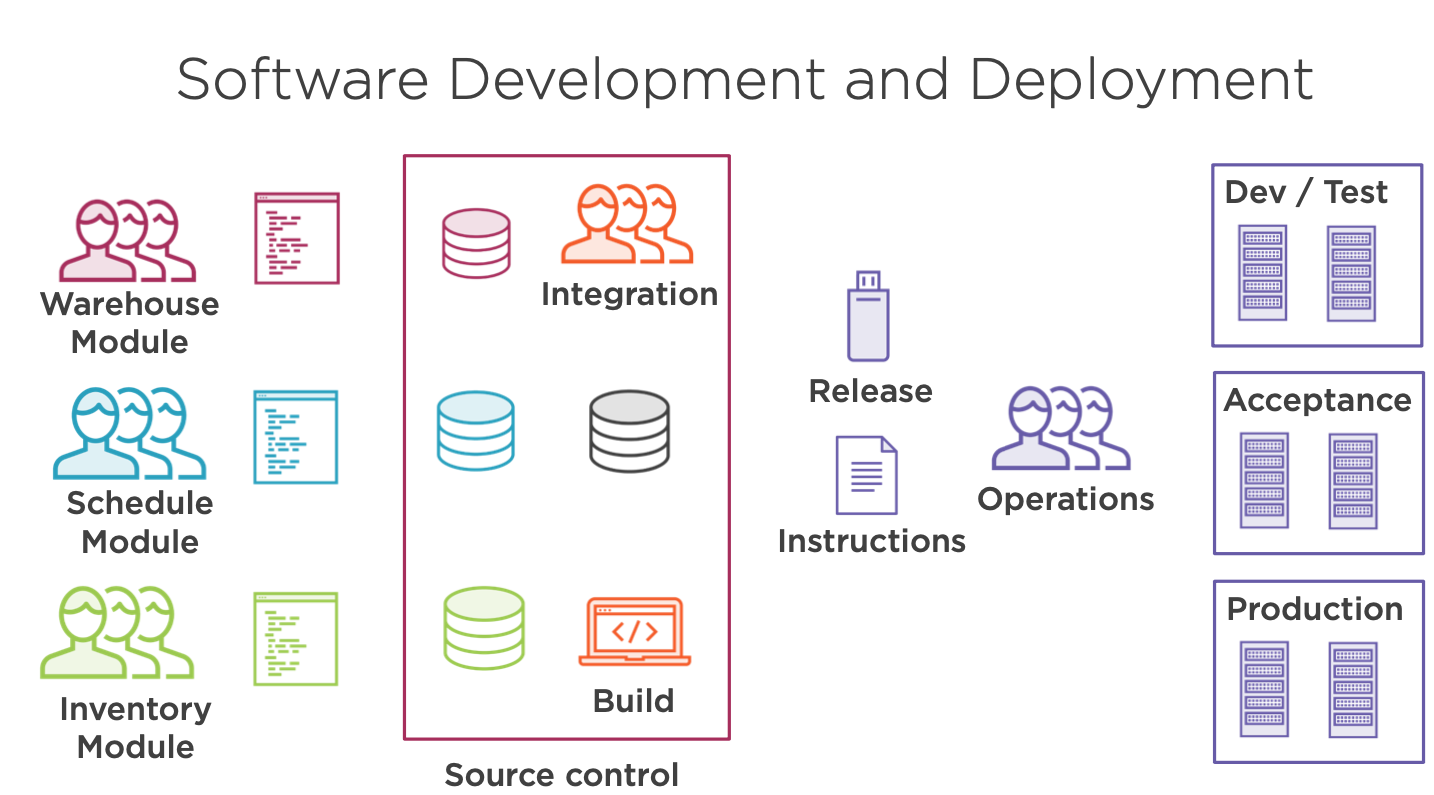 Software Development and Deployment
Warehouse
Module
Schedule
Module
Inventory
Module
Integration
</>
Build
Source control
Release
Instructions
Operations
Dev / Test
Acceptance
Production